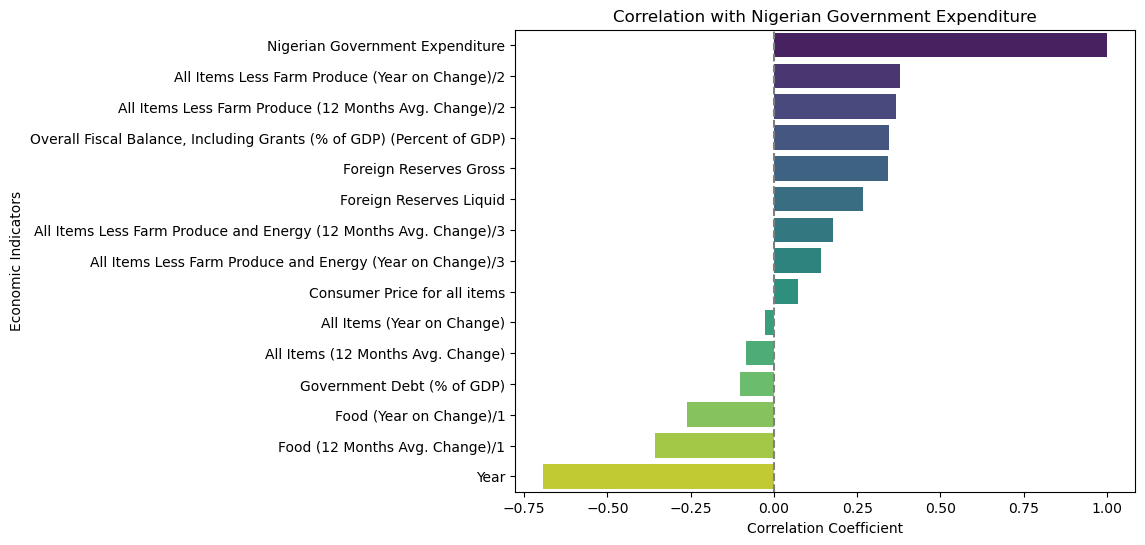 Correlation with Nigerian Government Expenditure
Economic Indicators
Nigerian Government Expenditure
All Items Less Farm Produce (Year on Change)/2
All Items Less Farm Produce (12 Months Avg. Change)/2
Overall Fiscal Balance, Including Grants (% of GDP) (Percent of GDP)
Foreign Reserves Gross
Foreign Reserves Liquid
All Items Less Farm Produce and Energy (12 Months Avg. Change)/3
All Items Less Farm Produce and Energy (Year on Change)/3
Consumer Price for all items
All Items (Year on Change)
All Items (12 Months Avg. Change)
Government Debt (% of GDP)
Food (Year on Change)/1
Food (12 Months Avg. Change)/1
Year
−0.75 −0.50 −0.25 0.00 0.25 0.50 0.75 1.00
Correlation Coefficient